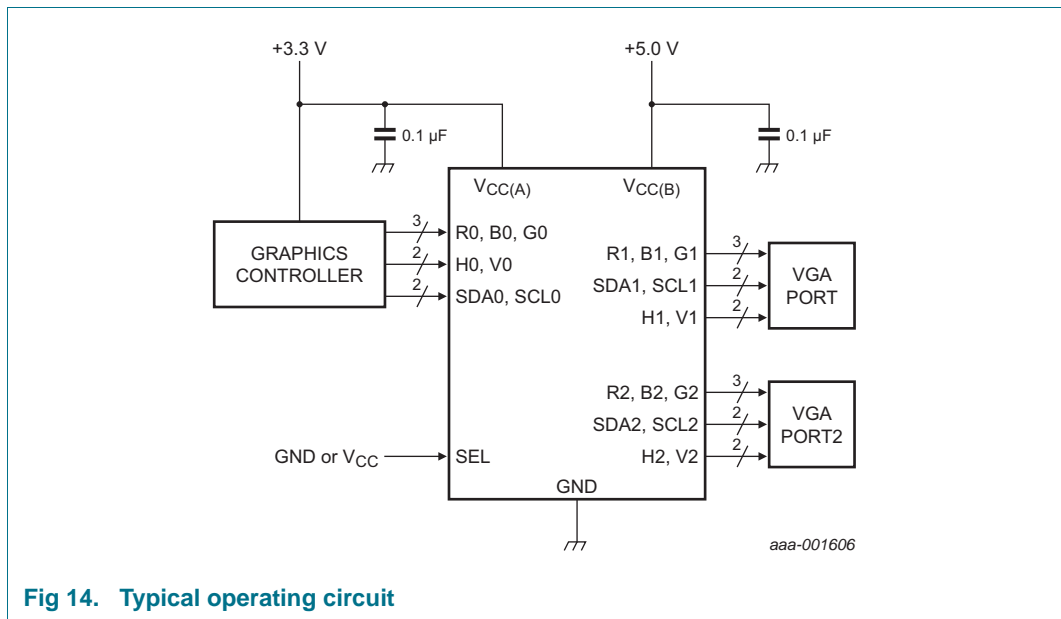 +3.3 V
+5.0 V
0.1 µF
0.1 µF
VCC(A)
VCC(B)
GRAPHICS
CONTROLLER
3
R0, B0, G0
2
H0, V0
2
SDA0, SCL0
R1, B1, G1
3
SDA1, SCL1
2
H1, V1
2
VGA
PORT
R2, B2, G2
3
SDA2, SCL2
2
H2, V2
2
VGA
PORT2
GND or VCC
SEL
GND
aaa-001606
Fig 14. Typical operating circuit